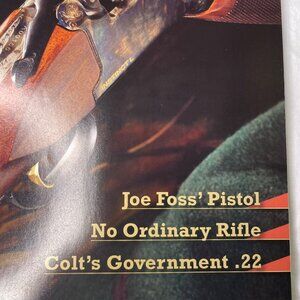 Joe Foss' Pistol
No Ordinary Rifle
Colt's Government .22